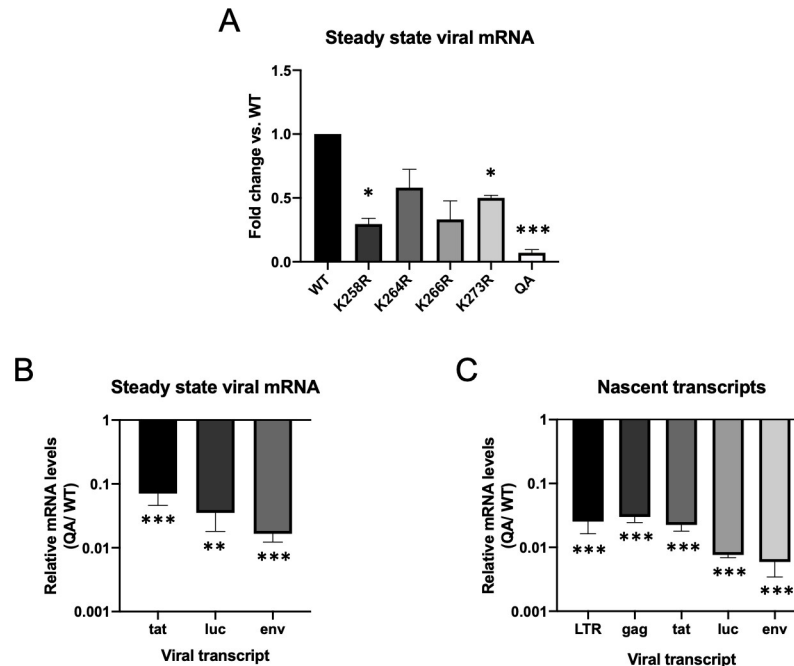 A
Steady state viral mRNA
Fold change vs. WT
1.5
1.0
0.5
0.0
*
*
***
WT
K258R
K264R
K266R
K273R
QA
B
Steady state viral mRNA
Relative mRNA levels
(QA/ WT)
1
0.1
0.01
0.001
***
**
***
tat luc env
Viral transcript
C
Nascent transcripts
Relative mRNA levels
(QA/ WT)
1
0.1
0.01
0.001
***
***
***
***
***
LTR gag tat luc env
Viral transcript